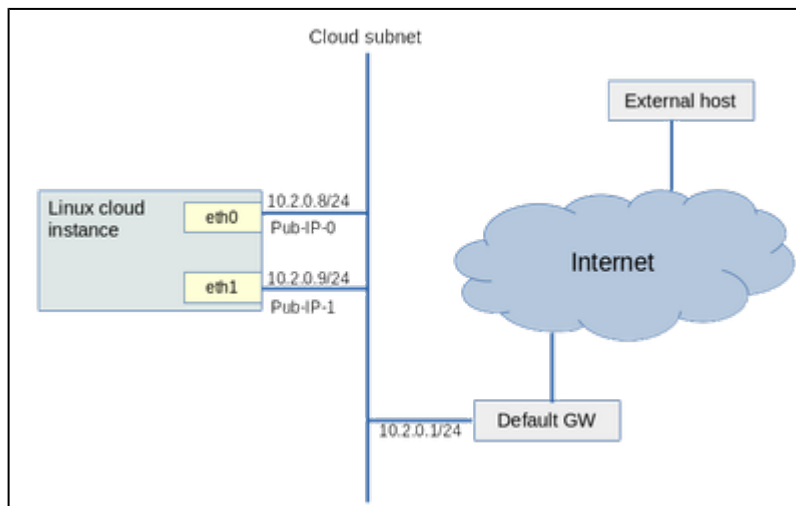 Cloud subnet
External host
Linux cloud
instance
eth0
10.2.0.8/24
Pub-IP-0
eth1
10.2.0.9/24
Pub-IP-1
Internet
10.2.0.1/24
Default GW